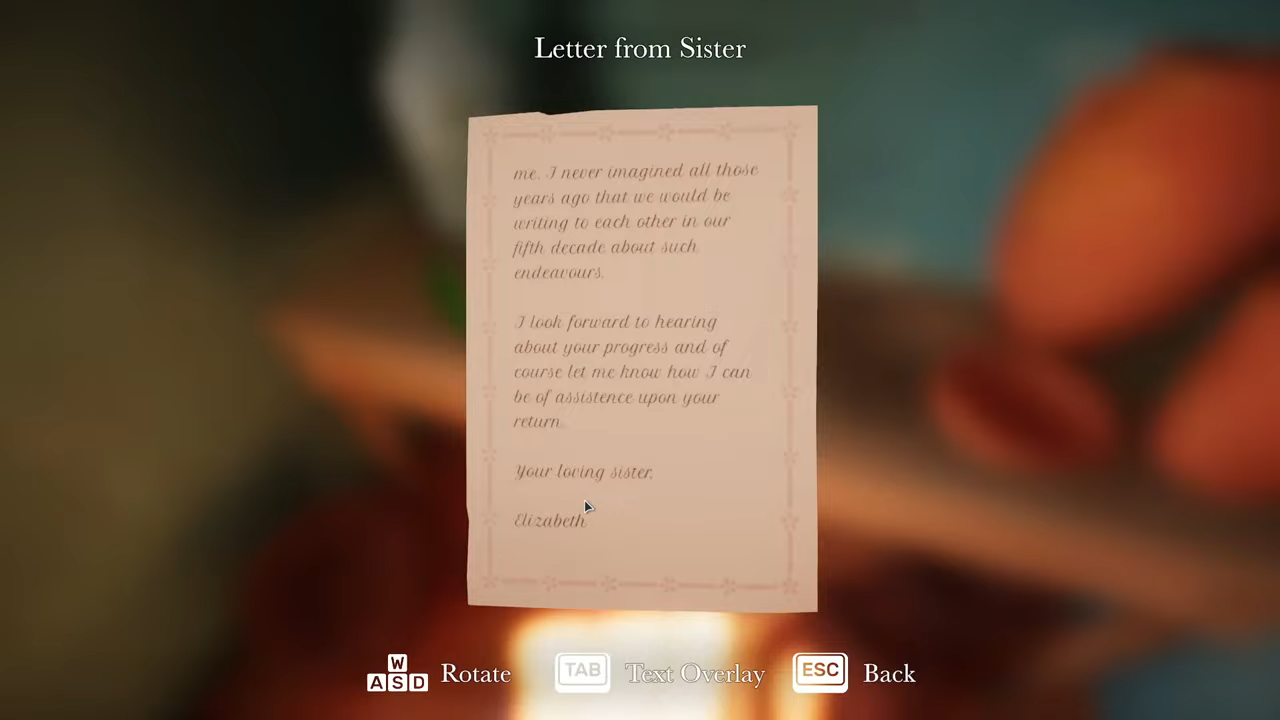 Letter from Sister
me. I never imagined all those
years ago that we would be
writing to each other in our
fifth decade about such
endeavours.
I look forward to hearing
about your progress and of
course let me know how I can
be of assistence upon your
return.
Your loving sister,
Elizabeth
W
A S D
Rotate
TAB
Text Overlay
ESC
Back